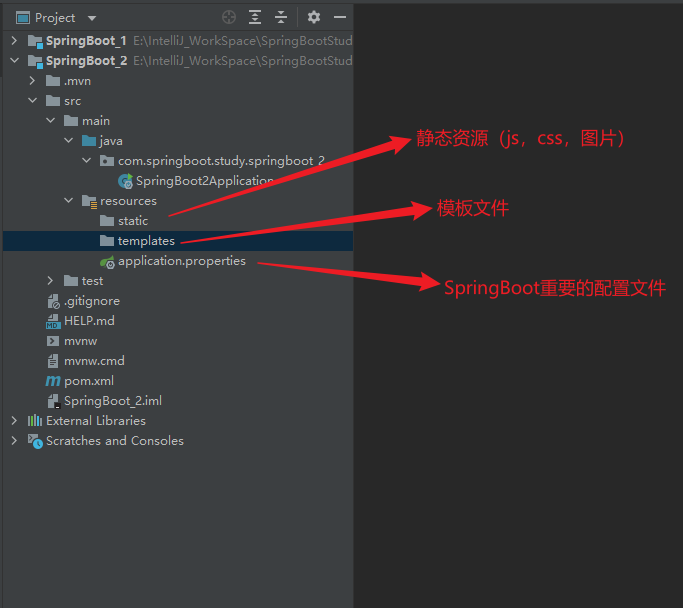 Project
SpringBoot_1 E:\IntelliJ_WorkSpace\SpringBootStud
SpringBoot_2 E:\IntelliJ_WorkSpace\SpringBootStud
.mvn
src
main
java
com.springboot.study.springboot_2
SpringBoot2Application
resources
static
templates
application.properties
test
.gitignore
HELP.md
mvnw
mvnw.cmd
pom.xml
SpringBoot_2.iml
External Libraries
Scratches and Consoles
静态资源（js，css，图片）
模板文件
SpringBoot重要的配置文件